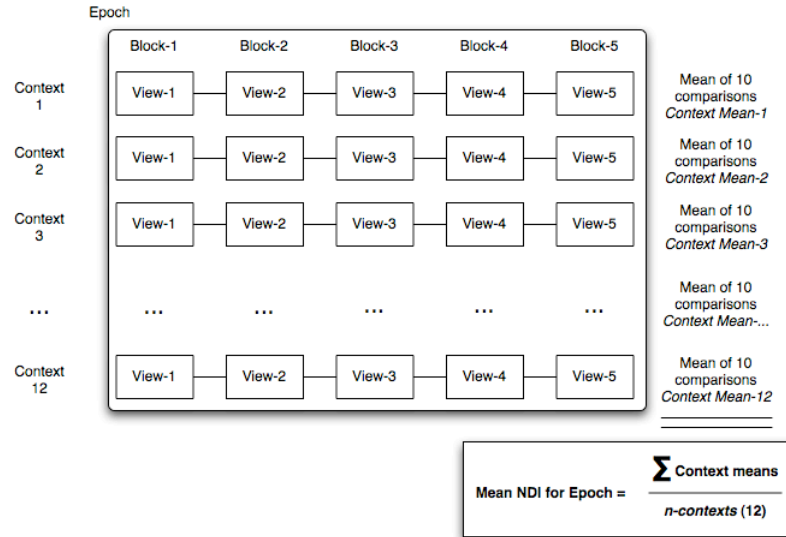 Epoch
Block-1 Block-2 Block-3 Block-4 Block-5
Context
1
View-1 View-2 View-3 View-4 View-5
Mean of 10
comparisons
Context Mean-1
Context
2
View-1 View-2 View-3 View-4 View-5
Mean of 10
comparisons
Context Mean-2
Context
3
View-1 View-2 View-3 View-4 View-5
Mean of 10
comparisons
Context Mean-3
... ... ... ... ... ...
Mean of 10
comparisons
Context Mean-...
Context
12
View-1 View-2 View-3 View-4 View-5
Mean of 10
comparisons
Context Mean-12
Mean NDI for Epoch =
∑ Context means
n-contexts (12)